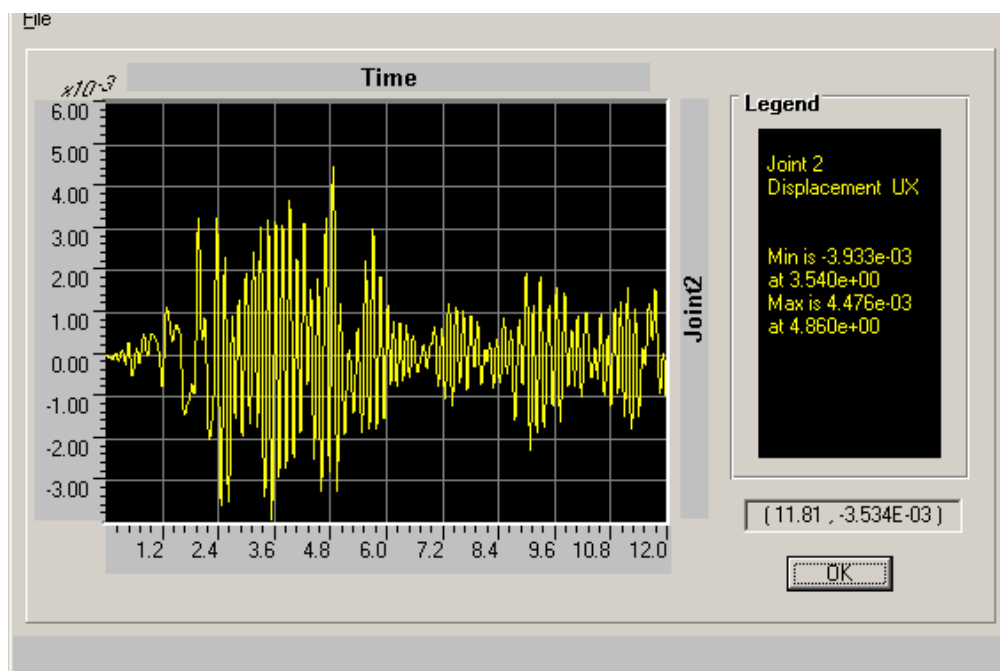 File
x10-3
Time
6.00
5.00
4.00
3.00
2.00
1.00
0.00
-1.00
-2.00
-3.00
1.2 2.4 3.6 4.8 6.0 7.2 8.4 9.6 10.8 12.0
Joint2
Legend
Joint 2
Displacement UX
Min is -3.933e-03
at 3.540e+00
Max is 4.476e-03
at 4.860e+00
( 11.81 , -3.534E-03 )
OK